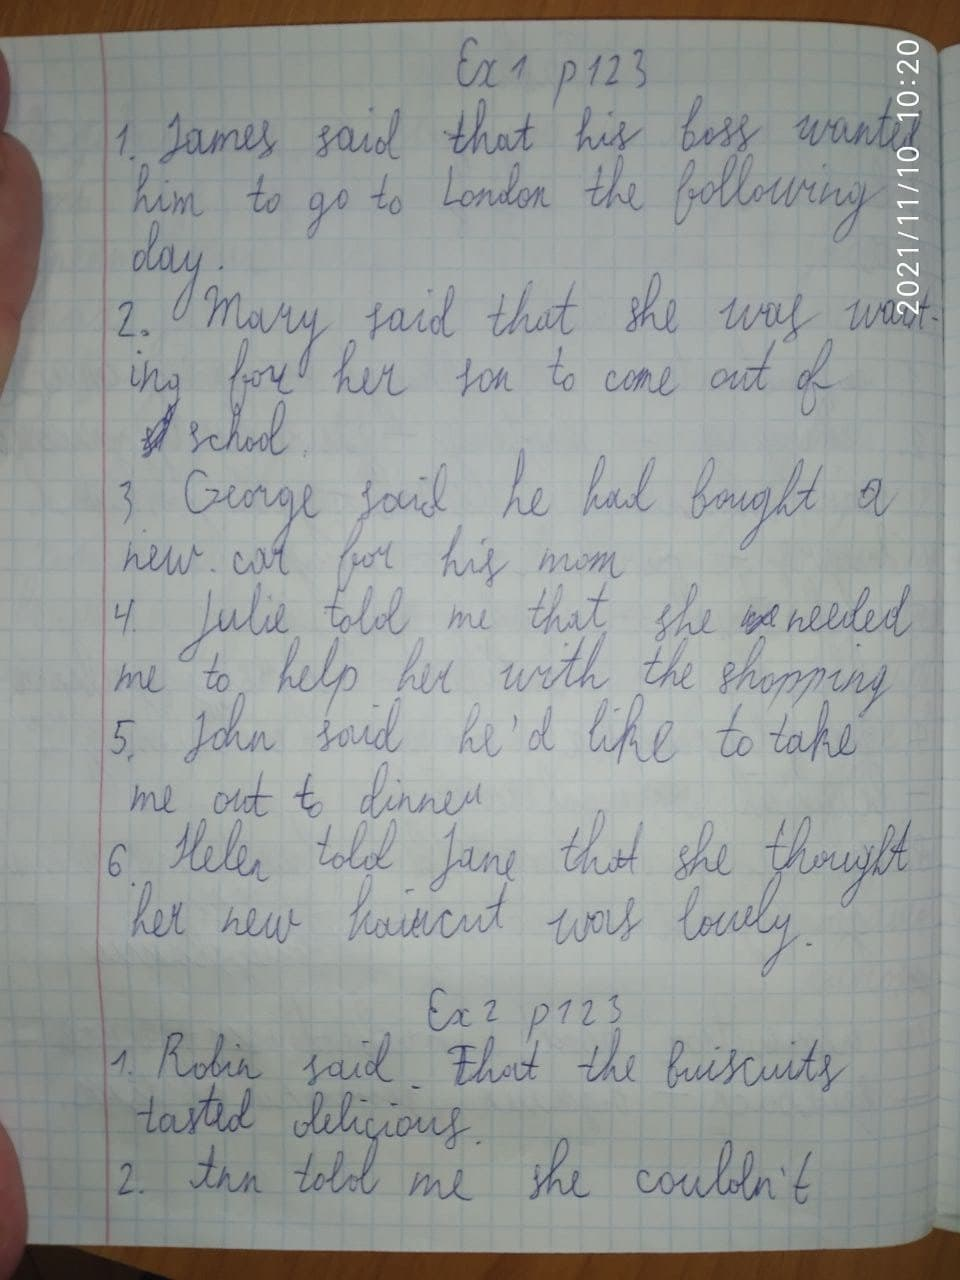 Ex 1 p 123
1. James said that his boss wanted
him to go to London the following
day.
2. Mary said that she was wait-
ing for her son to come out of
school.
3. George said he had bought a
new car for his mom
4. Julie told me that she needed
me to help her with the shopping
5. John said he'd like to take
me out to dinner
6. Helen told Jane that she thought
her new haircut was lovely.
Ex 2 p 123
1. Robin said. That the buiscuits
tasted delicious.
2. Ann told me she couldn't
2021/11/10 10:20